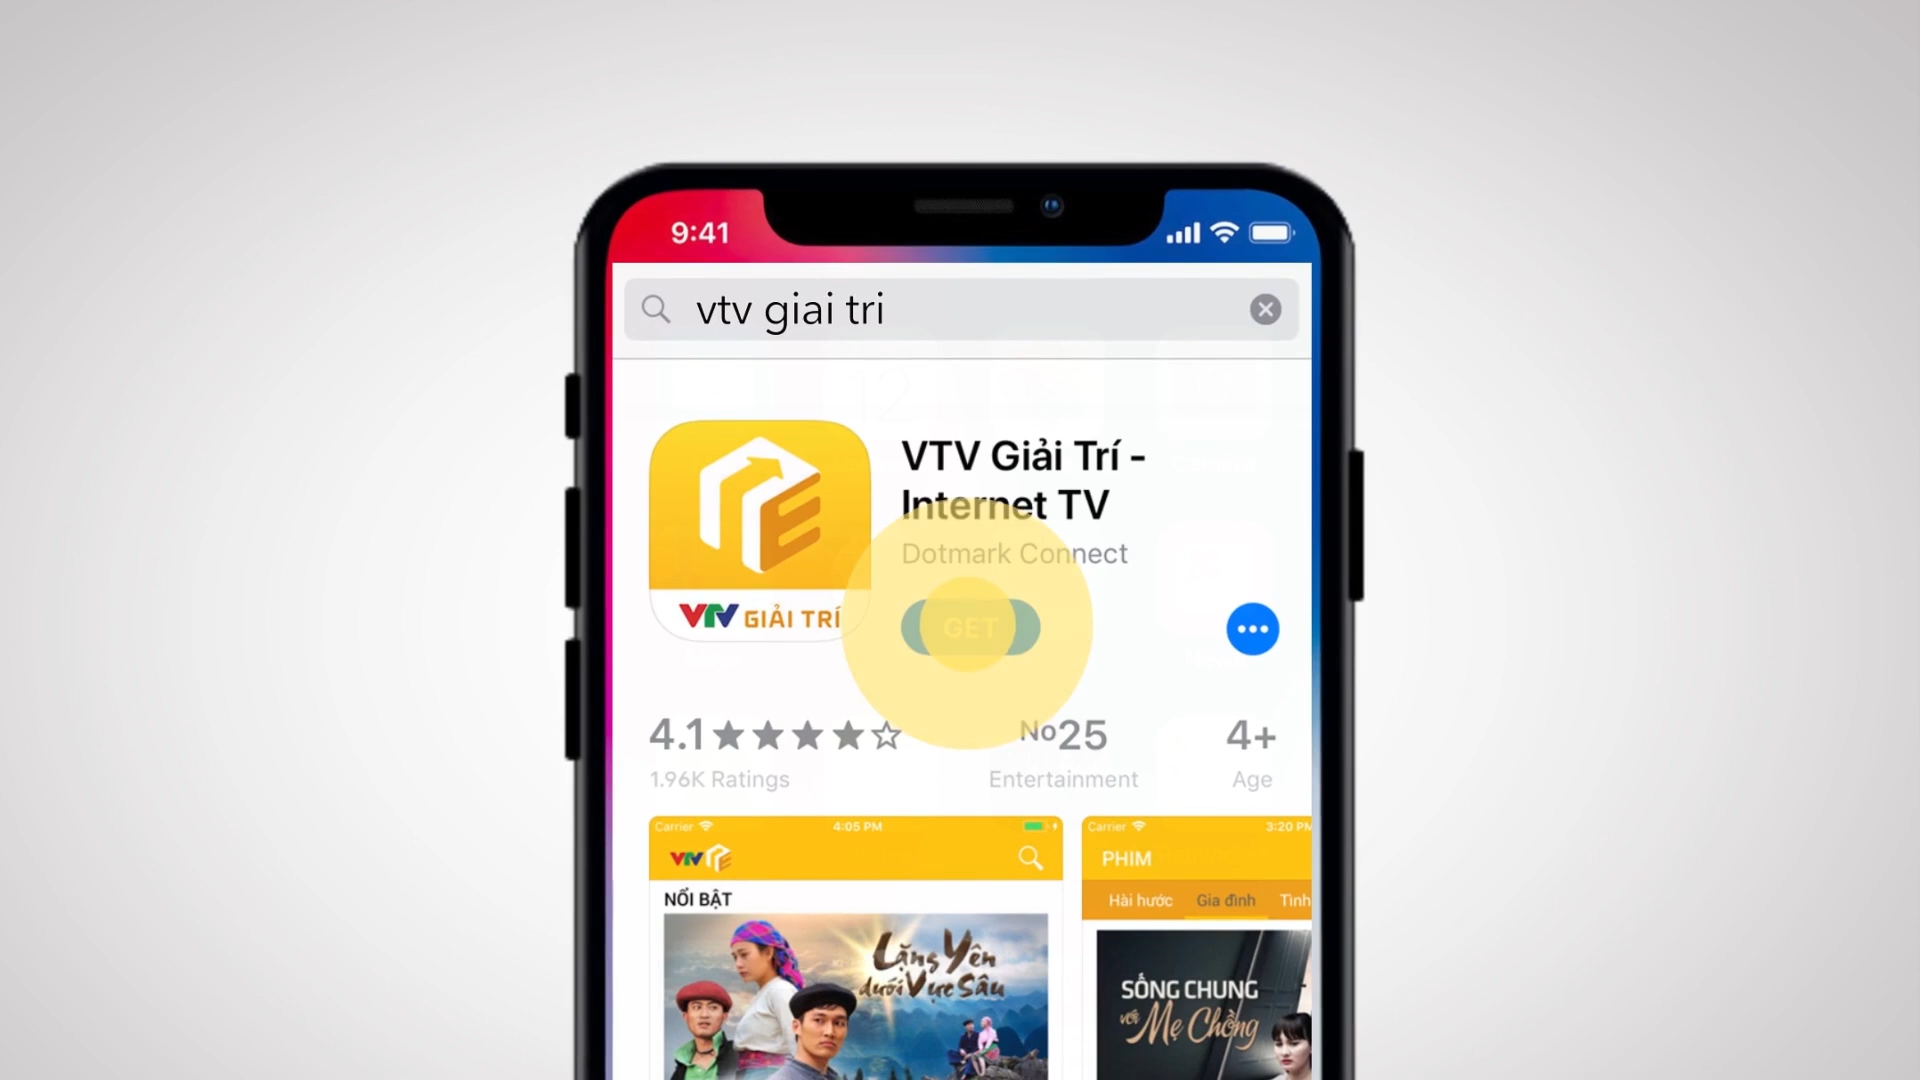 9:41
vtv giai tri
VTV Giải Trí -
Internet TV
Dotmark Connect
GET
VTV GIẢI TRÍ
4.1
No25
4+
1.96K Ratings
Entertainment
Age
Carrier
4:05 PM
VTV
NỔI BẬT
Lặng Yên
dưới Vực Sâu
Carrier
3:20 PM
PHIM
Hài hước
Gia đình
Tình
SỐNG CHUNG
với Mẹ Chồng